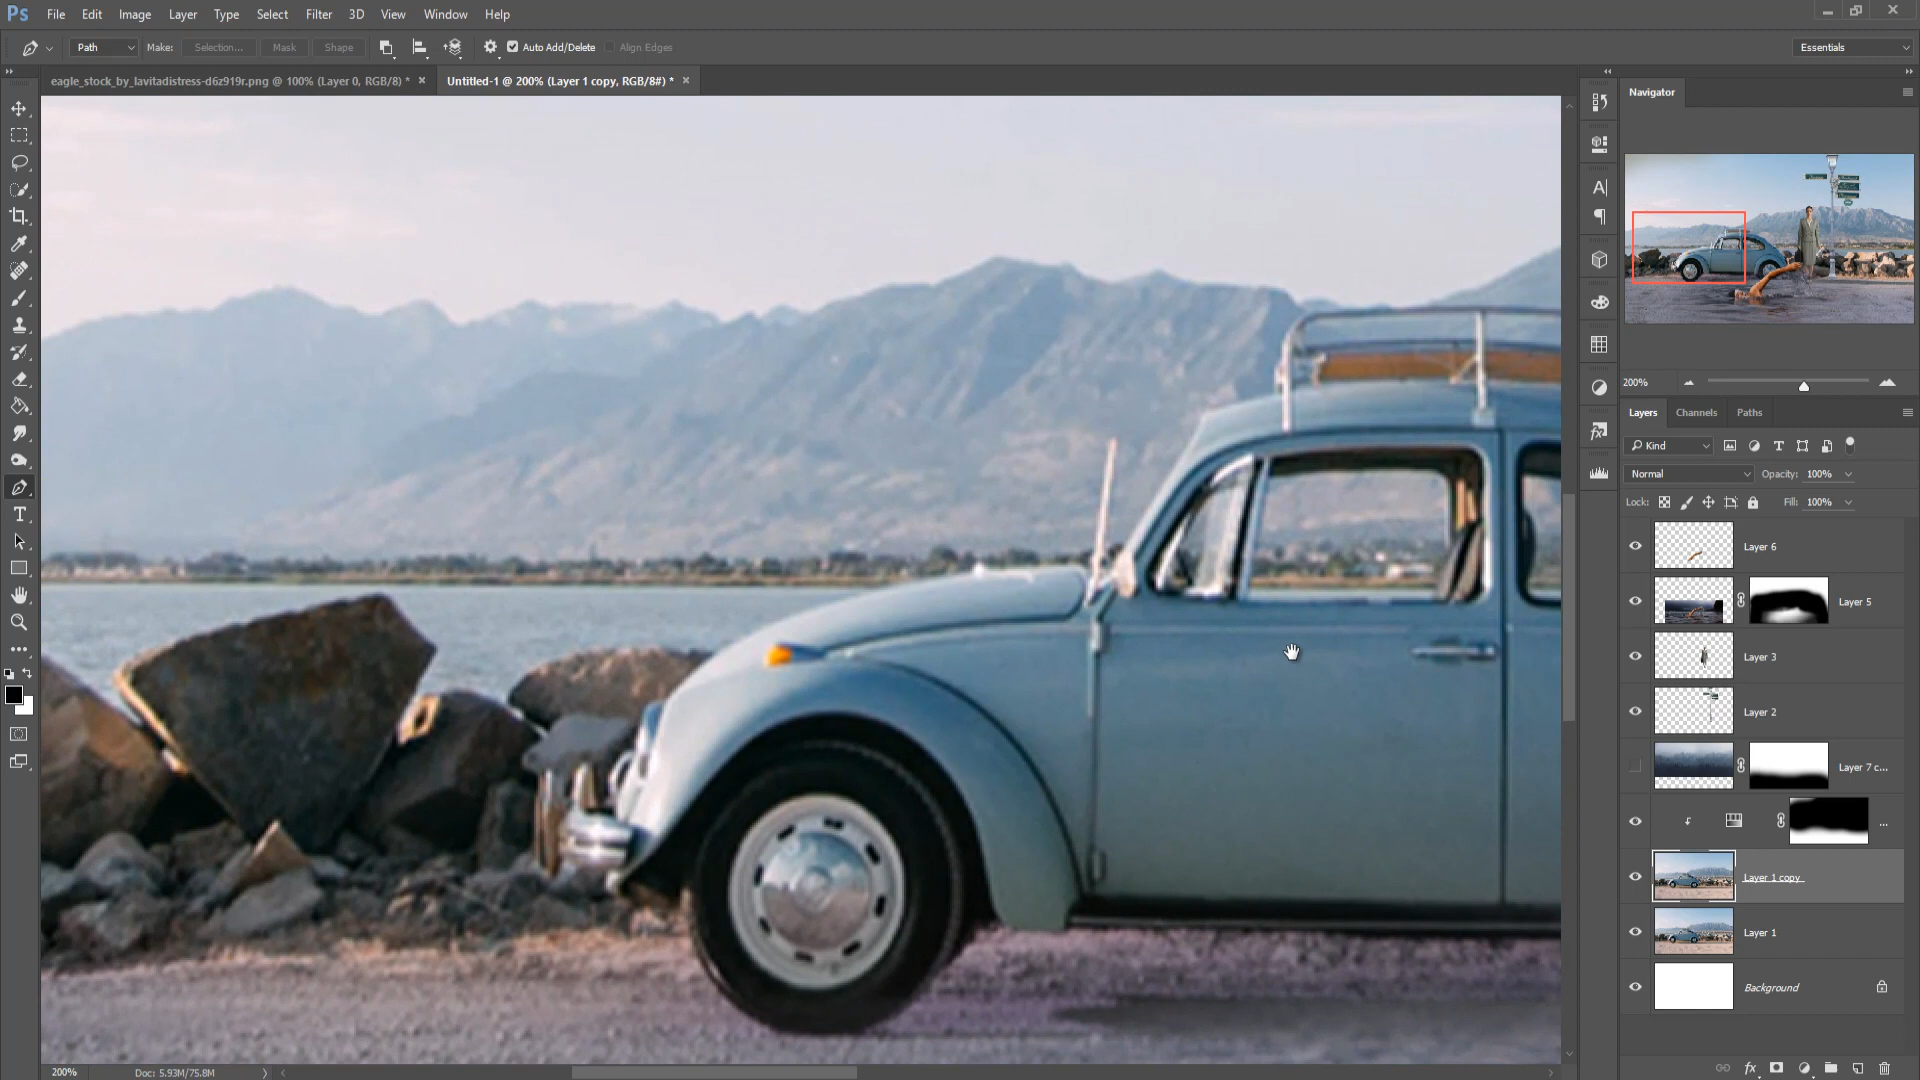 Ps File Edit Image Layer Type Select Filter 3D View Window Help
Path Make: Selection... Mask Shape Auto Add/Delete Align Edges Essentials
eagle_stock_by_lavitadistress-d6z919r.png @ 100% (Layer 0, RGB/8) * × Untitled-1 @ 200% (Layer 1 copy, RGB/8#) * ×
Navigator
200%
Layers Channels Paths
Kind
Normal Opacity: 100%
Lock: Fill: 100%
Layer 6
Layer 5
Layer 3
Layer 2
Layer 7 c...
...
Layer 1 copy
Layer 1
Background
200% Doc: 5.93M/75.8M